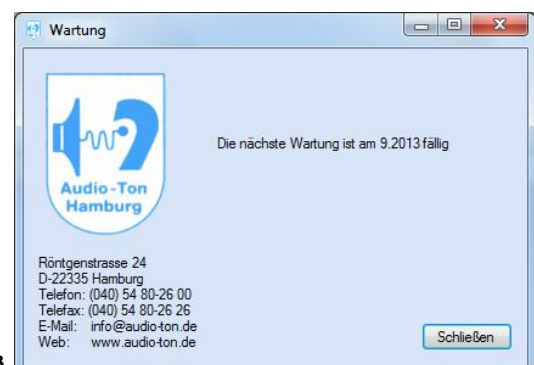 Wartung
Audio-Ton
Hamburg
Die nächste Wartung ist am 9.2013 fällig
Röntgenstrasse 24
D-22335 Hamburg
Telefon: (040) 54 80-26 00
Telefax: (040) 54 80-26 26
E-Mail: info@audio-ton.de
Web: www.audio-ton.de
Schließen